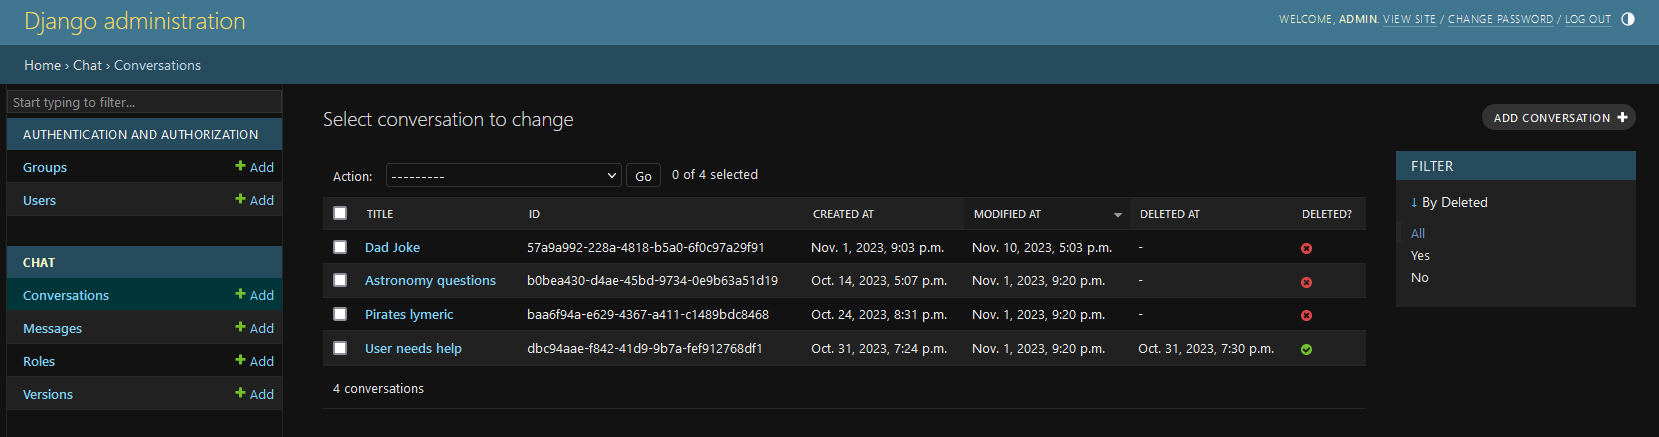 Django administration
WELCOME, ADMIN. VIEW SITE / CHANGE PASSWORD / LOG OUT
Home › Chat › Conversations
Start typing to filter...
AUTHENTICATION AND AUTHORIZATION
Groups Add
Users Add
CHAT
Conversations Add
Messages Add
Roles Add
Versions Add
Select conversation to change
ADD CONVERSATION
Action: --------- Go 0 of 4 selected
TITLE ID CREATED AT MODIFIED AT DELETED AT DELETED?
Dad Joke 57a9a992-228a-4818-b5a0-6f0c97a29f91 Nov. 1, 2023, 9:03 p.m. Nov. 10, 2023, 5:03 p.m. -
Astronomy questions b0bea430-d4ae-45bd-9734-0e9b63a51d19 Oct. 14, 2023, 5:07 p.m. Nov. 1, 2023, 9:20 p.m. -
Pirates lymeric baa6f94a-e629-4367-a411-c1489bdc8468 Oct. 24, 2023, 8:31 p.m. Nov. 1, 2023, 9:20 p.m. -
User needs help dbc94aae-f842-41d9-9b7a-fef912768df1 Oct. 31, 2023, 7:24 p.m. Nov. 1, 2023, 9:20 p.m. Oct. 31, 2023, 7:30 p.m.
4 conversations
FILTER
↓ By Deleted
All
Yes
No